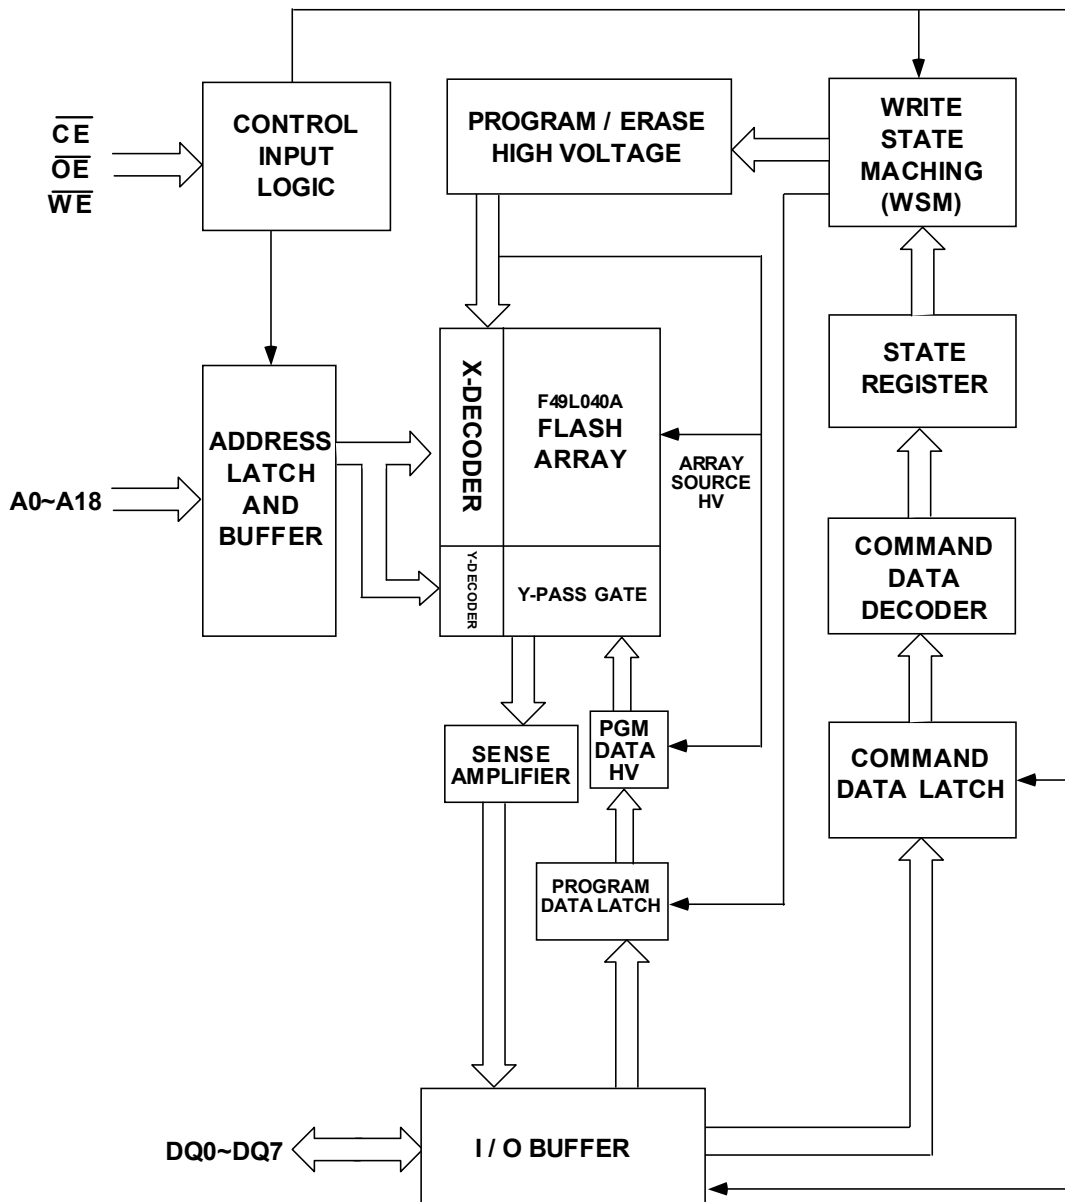 CE
OE
WE
CONTROL
INPUT
LOGIC
PROGRAM / ERASE
HIGH VOLTAGE
WRITE
STATE
MACHING
(WSM)
STATE
REGISTER
A0~A18
ADDRESS
LATCH
AND
BUFFER
X-DECODER
F49L040A
FLASH
ARRAY
ARRAY
SOURCE
HV
Y-DECODER
Y-PASS GATE
COMMAND
DATA
DECODER
SENSE
AMPLIFIER
PGM
DATA
HV
COMMAND
DATA LATCH
PROGRAM
DATA LATCH
DQ0~DQ7
I / O BUFFER